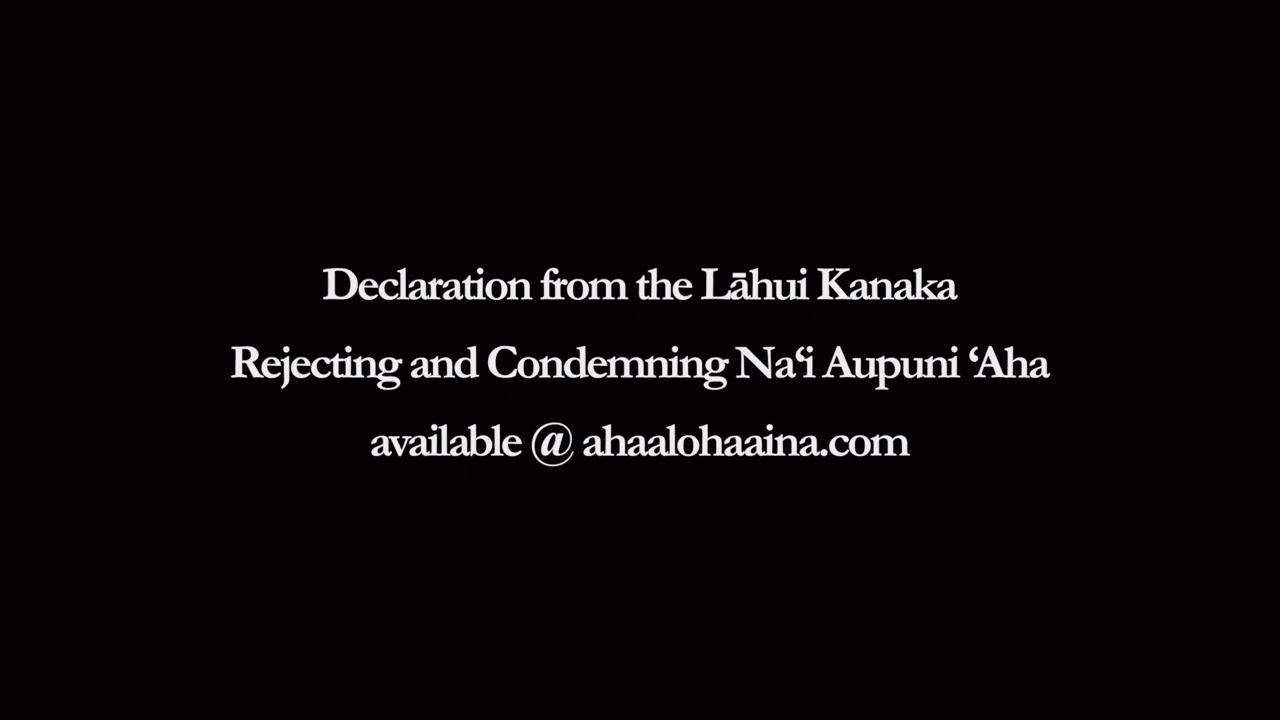 Declaration from the Lāhui Kanaka
Rejecting and Condemning Naʻi Aupuni ʻAha
available @ ahaalohaaina.com